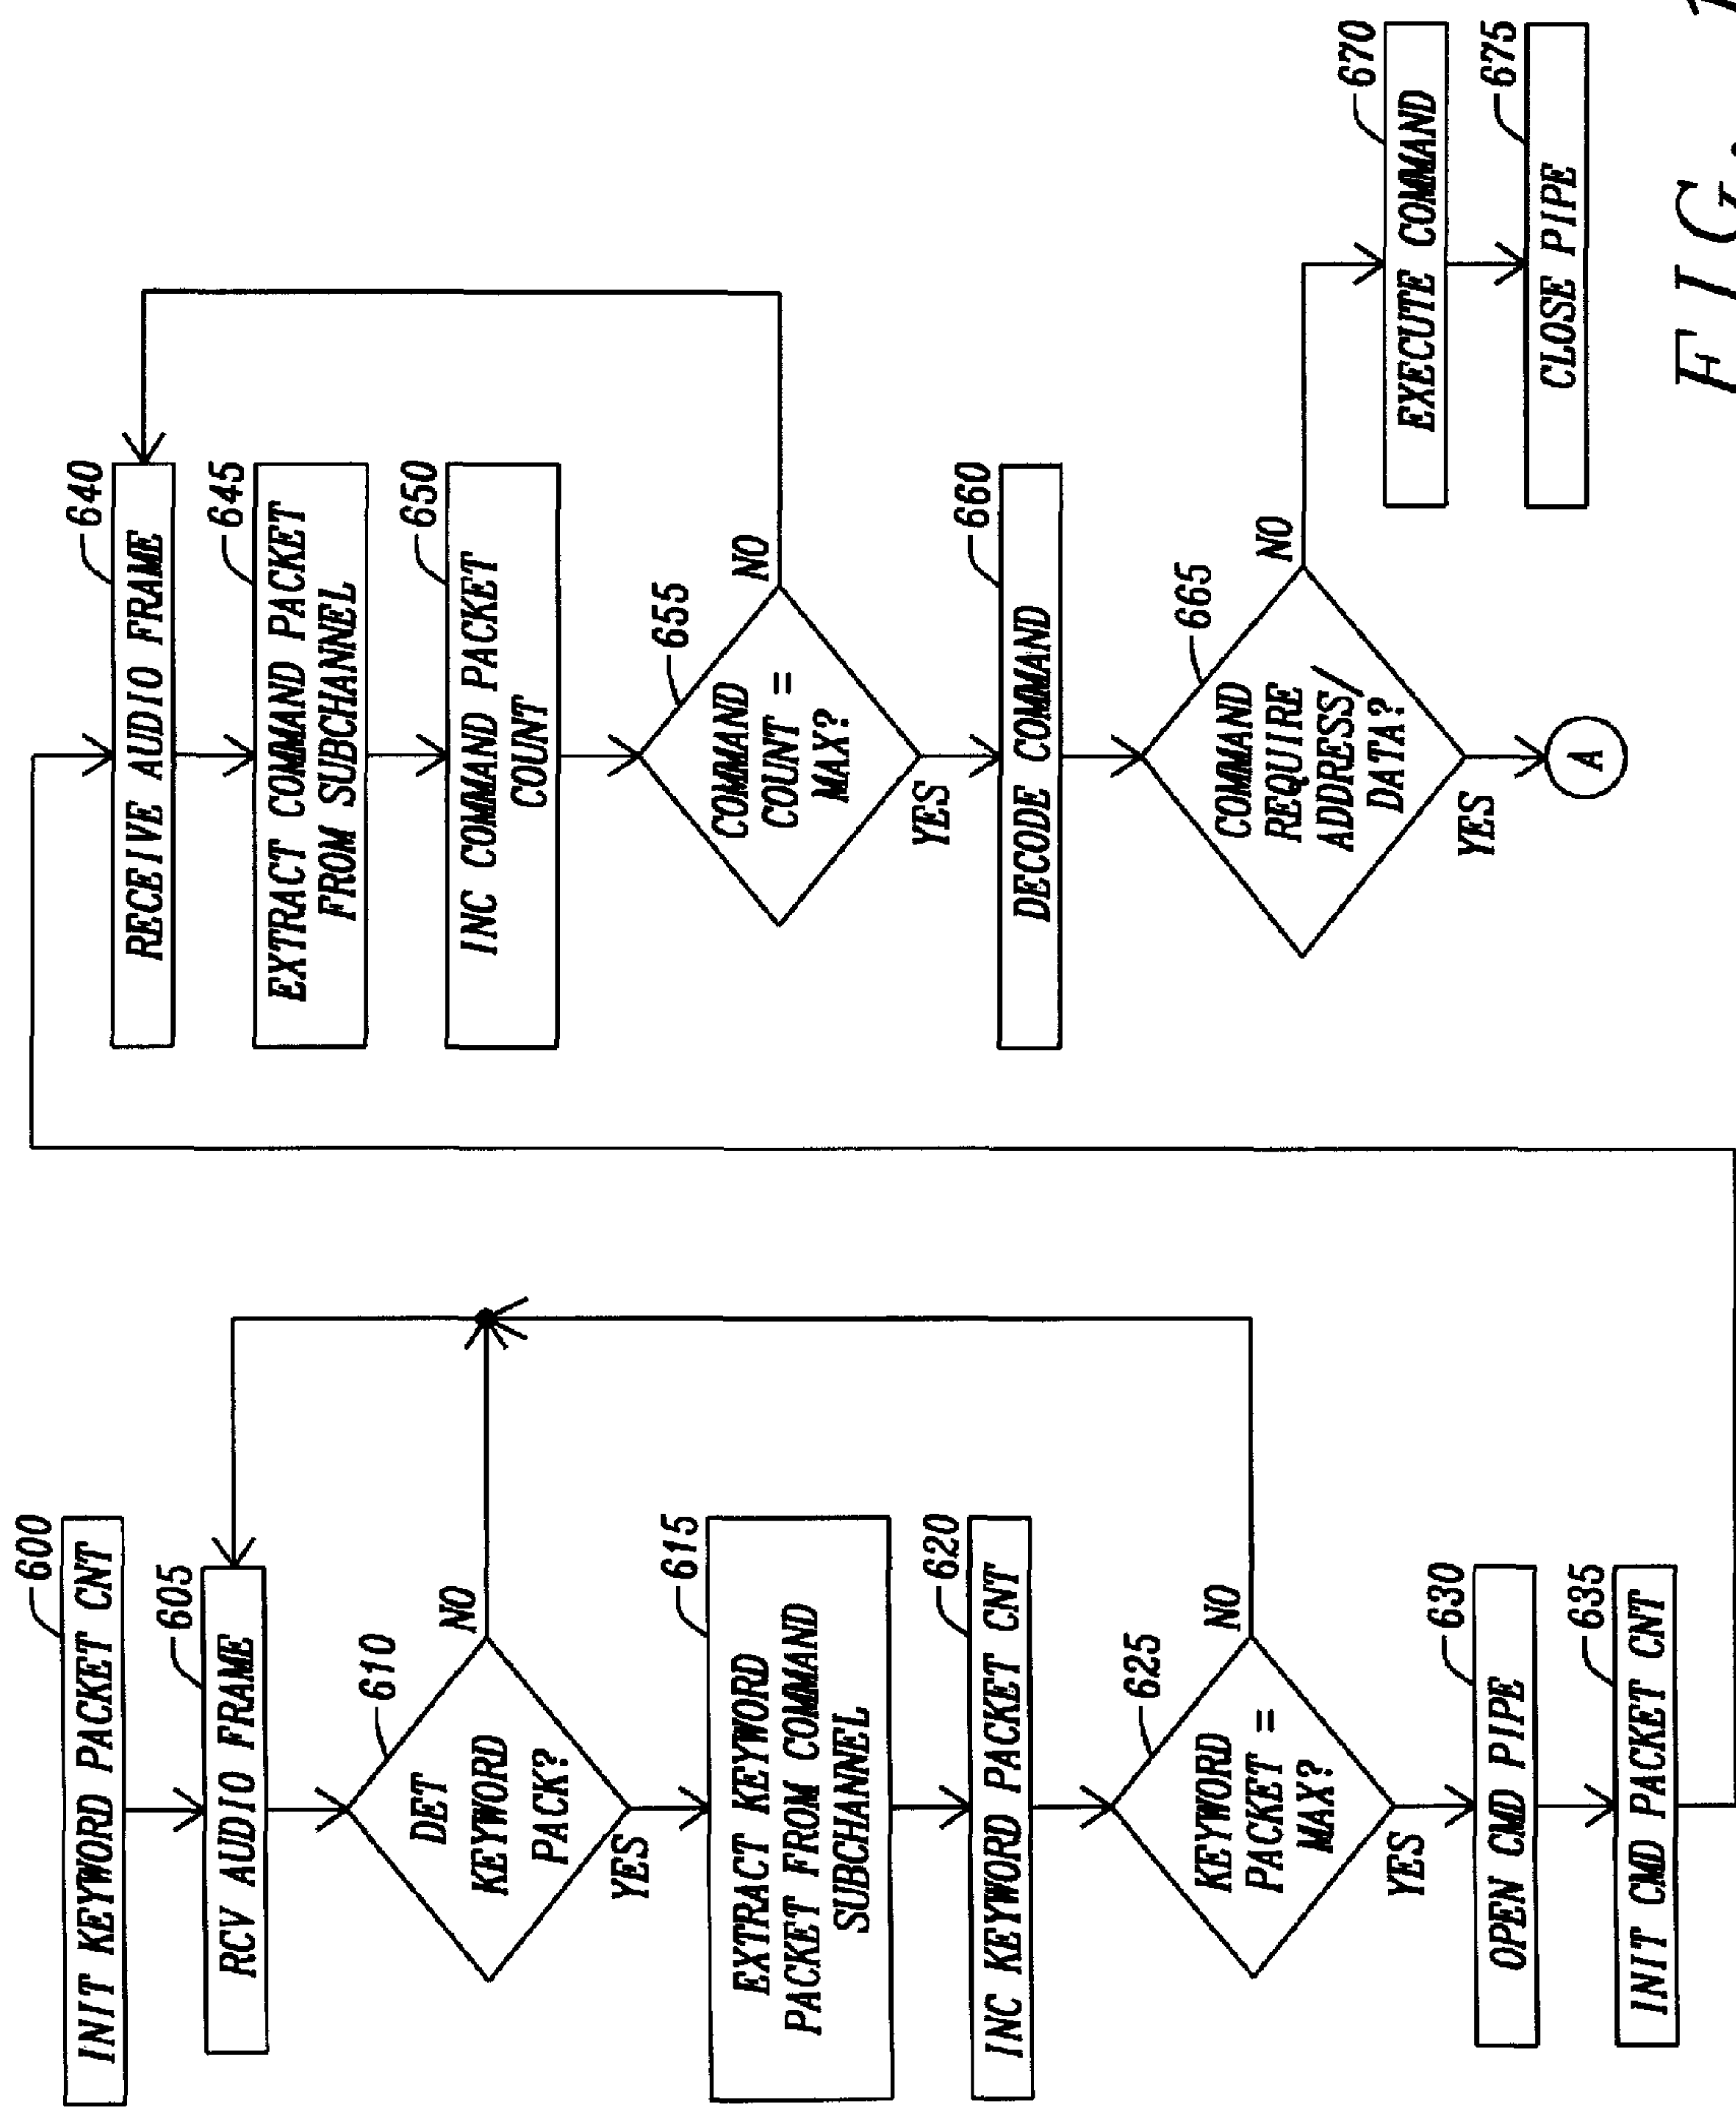 600
INIT KEYWORD PACKET CNT
605
RCV AUDIO FRAME
610
DET
KEYWORD
PACK?
NO
YES
615
EXTRACT KEYWORD
PACKET FROM COMMAND
SUBCHANNEL
620
INC KEYWORD PACKET CNT
625
KEYWORD
PACKET =
MAX?
NO
YES
630
OPEN CMD PIPE
635
INIT CMD PACKET CNT
640
RECEIVE AUDIO FRAME
645
EXTRACT COMMAND PACKET
FROM SUBCHANNEL
650
INC COMMAND PACKET
COUNT
655
COMMAND
COUNT =
MAX?
NO
YES
660
DECODE COMMAND
665
COMMAND
REQUIRE
ADDRESS/
DATA?
NO
YES
A
670
EXECUTE COMMAND
675
CLOSE PIPE
FIG.